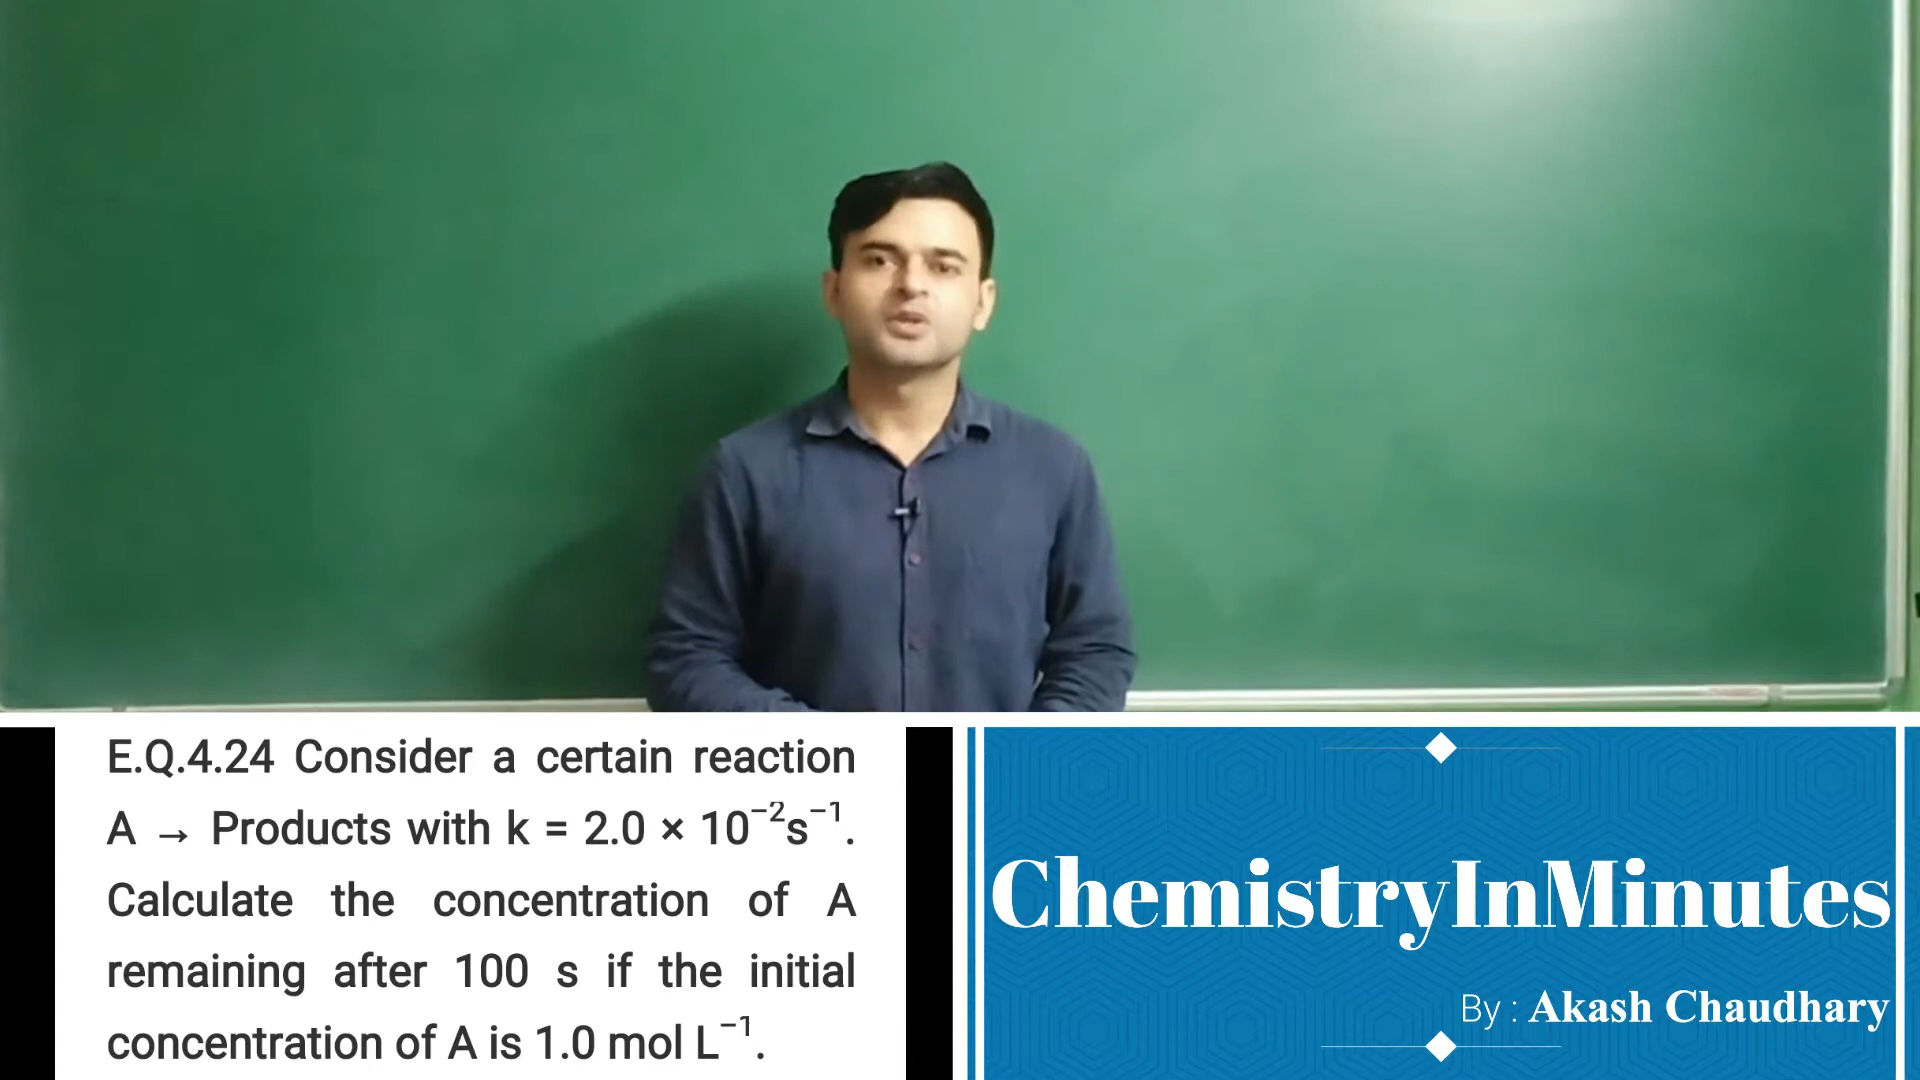 E.Q.4.24 Consider a certain reaction
A → Products with k = 2.0 × 10⁻²s⁻¹.
Calculate the concentration of A
remaining after 100 s if the initial
concentration of A is 1.0 mol L⁻¹.
ChemistryInMinutes
By : Akash Chaudhary